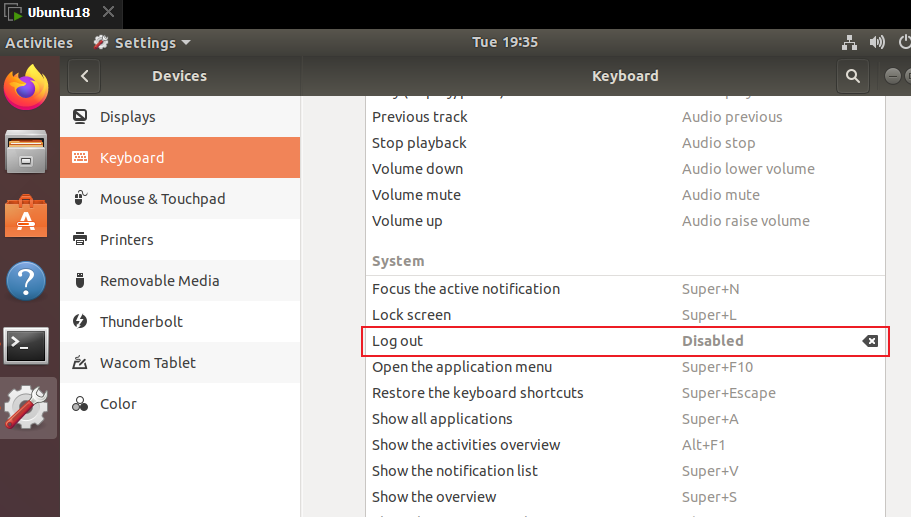 Ubuntu18
Activities Settings Tue 19:35
Devices Keyboard
Displays
Keyboard
Mouse & Touchpad
Printers
Removable Media
Thunderbolt
Wacom Tablet
Color
Previous track Audio previous
Stop playback Audio stop
Volume down Audio lower volume
Volume mute Audio mute
Volume up Audio raise volume
System
Focus the active notification Super+N
Lock screen Super+L
Log out Disabled
Open the application menu Super+F10
Restore the keyboard shortcuts Super+Escape
Show all applications Super+A
Show the activities overview Alt+F1
Show the notification list Super+V
Show the overview Super+S